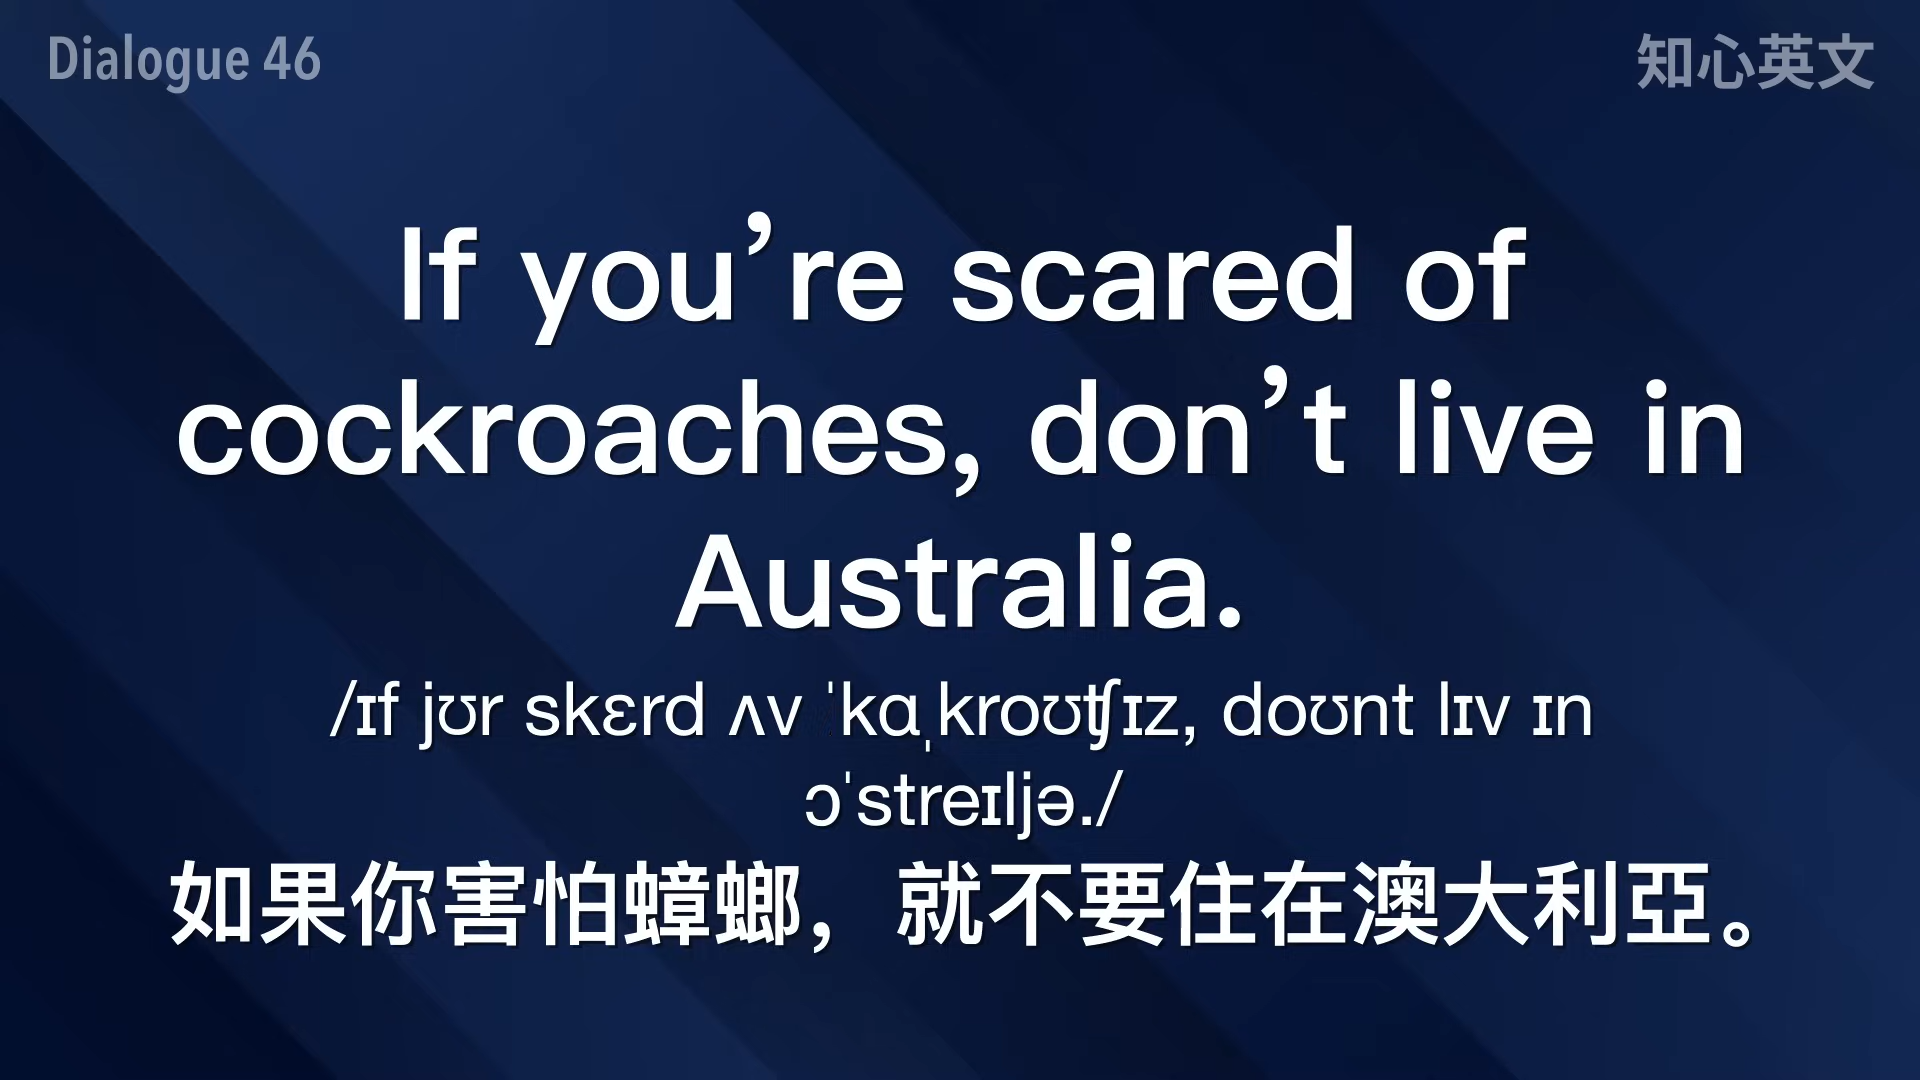 Dialogue 46
知心英文
If you’re scared of
cockroaches, don’t live in
Australia.
/ɪf jʊr skɛrd ʌv ˈkɑˌkroʊʧɪz, doʊnt lɪv ɪn
ɔˈstreɪljə./
如果你害怕蟑螂，就不要住在澳大利亞。